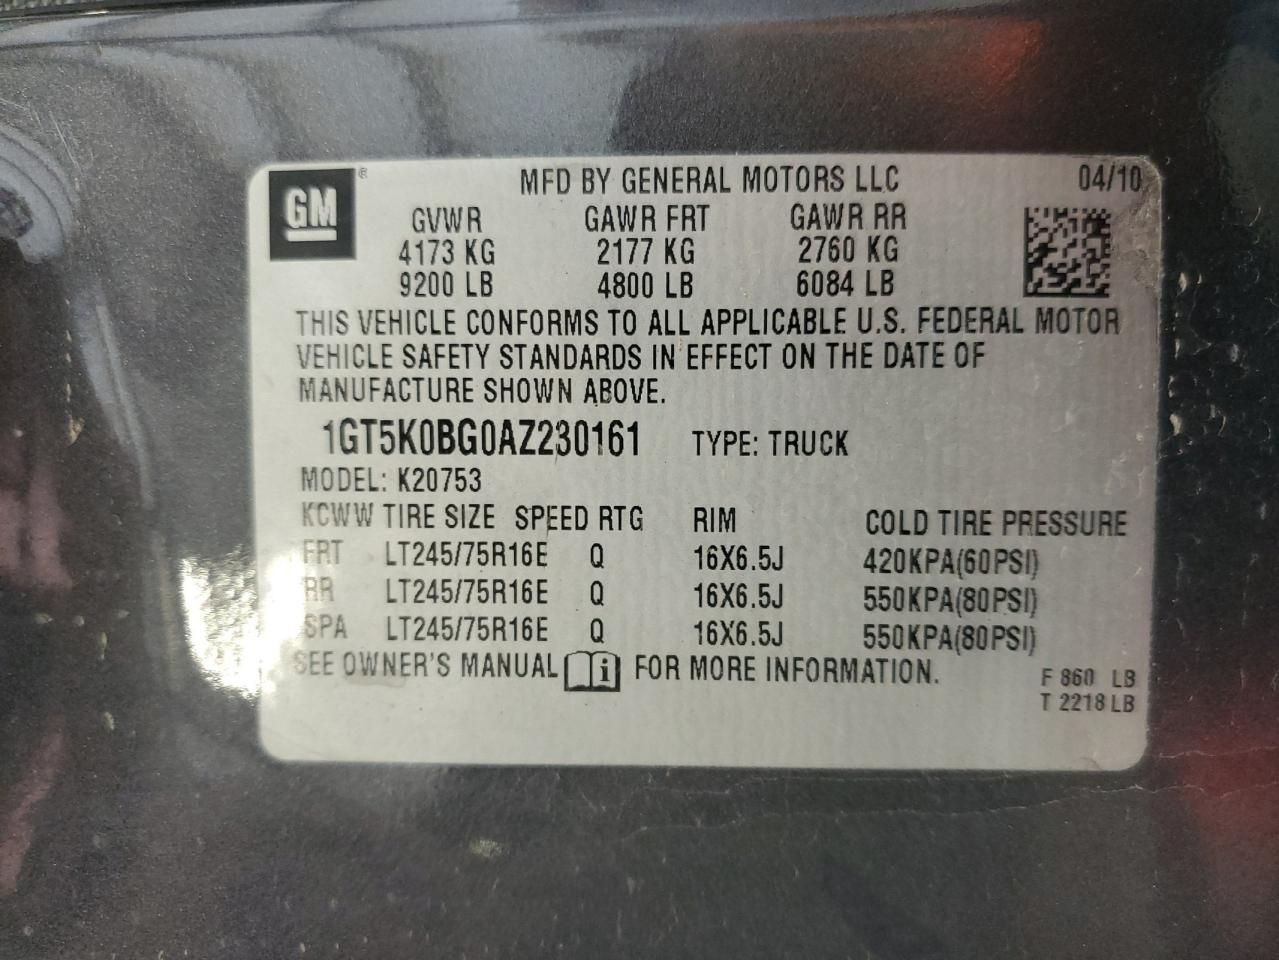 GM ®
MFD BY GENERAL MOTORS LLC 04/10
GVWR GAWR FRT GAWR RR
4173 KG 2177 KG 2760 KG
9200 LB 4800 LB 6084 LB
THIS VEHICLE CONFORMS TO ALL APPLICABLE U.S. FEDERAL MOTOR
VEHICLE SAFETY STANDARDS IN EFFECT ON THE DATE OF
MANUFACTURE SHOWN ABOVE.
1GT5K0BG0AZ230161 TYPE: TRUCK
MODEL: K20753
KCWW TIRE SIZE SPEED RTG RIM COLD TIRE PRESSURE
FRT LT245/75R16E Q 16X6.5J 420KPA(60PSI)
RR LT245/75R16E Q 16X6.5J 550KPA(80PSI)
SPA LT245/75R16E Q 16X6.5J 550KPA(80PSI)
SEE OWNER'S MANUAL i FOR MORE INFORMATION.
F 860 LB
T 2218 LB